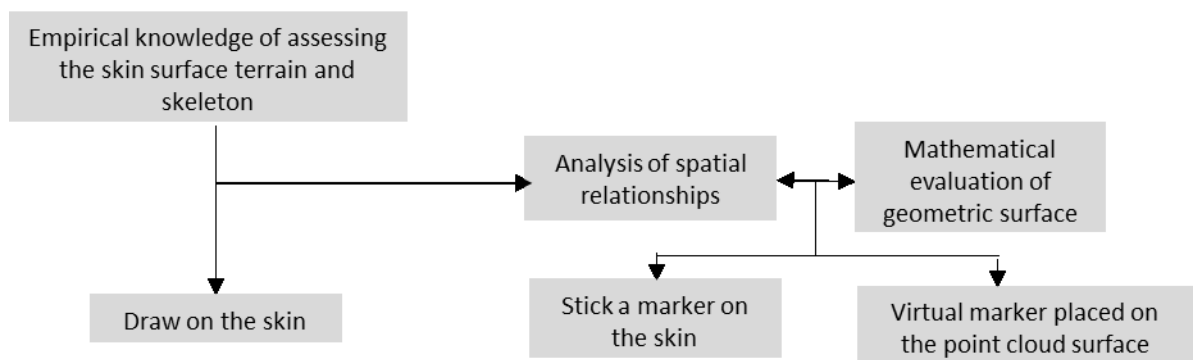 Empirical knowledge of assessing
the skin surface terrain and
skeleton
Analysis of spatial
relationships
Mathematical
evaluation of
geometric surface
Draw on the skin
Stick a marker on
the skin
Virtual marker placed on
the point cloud surface